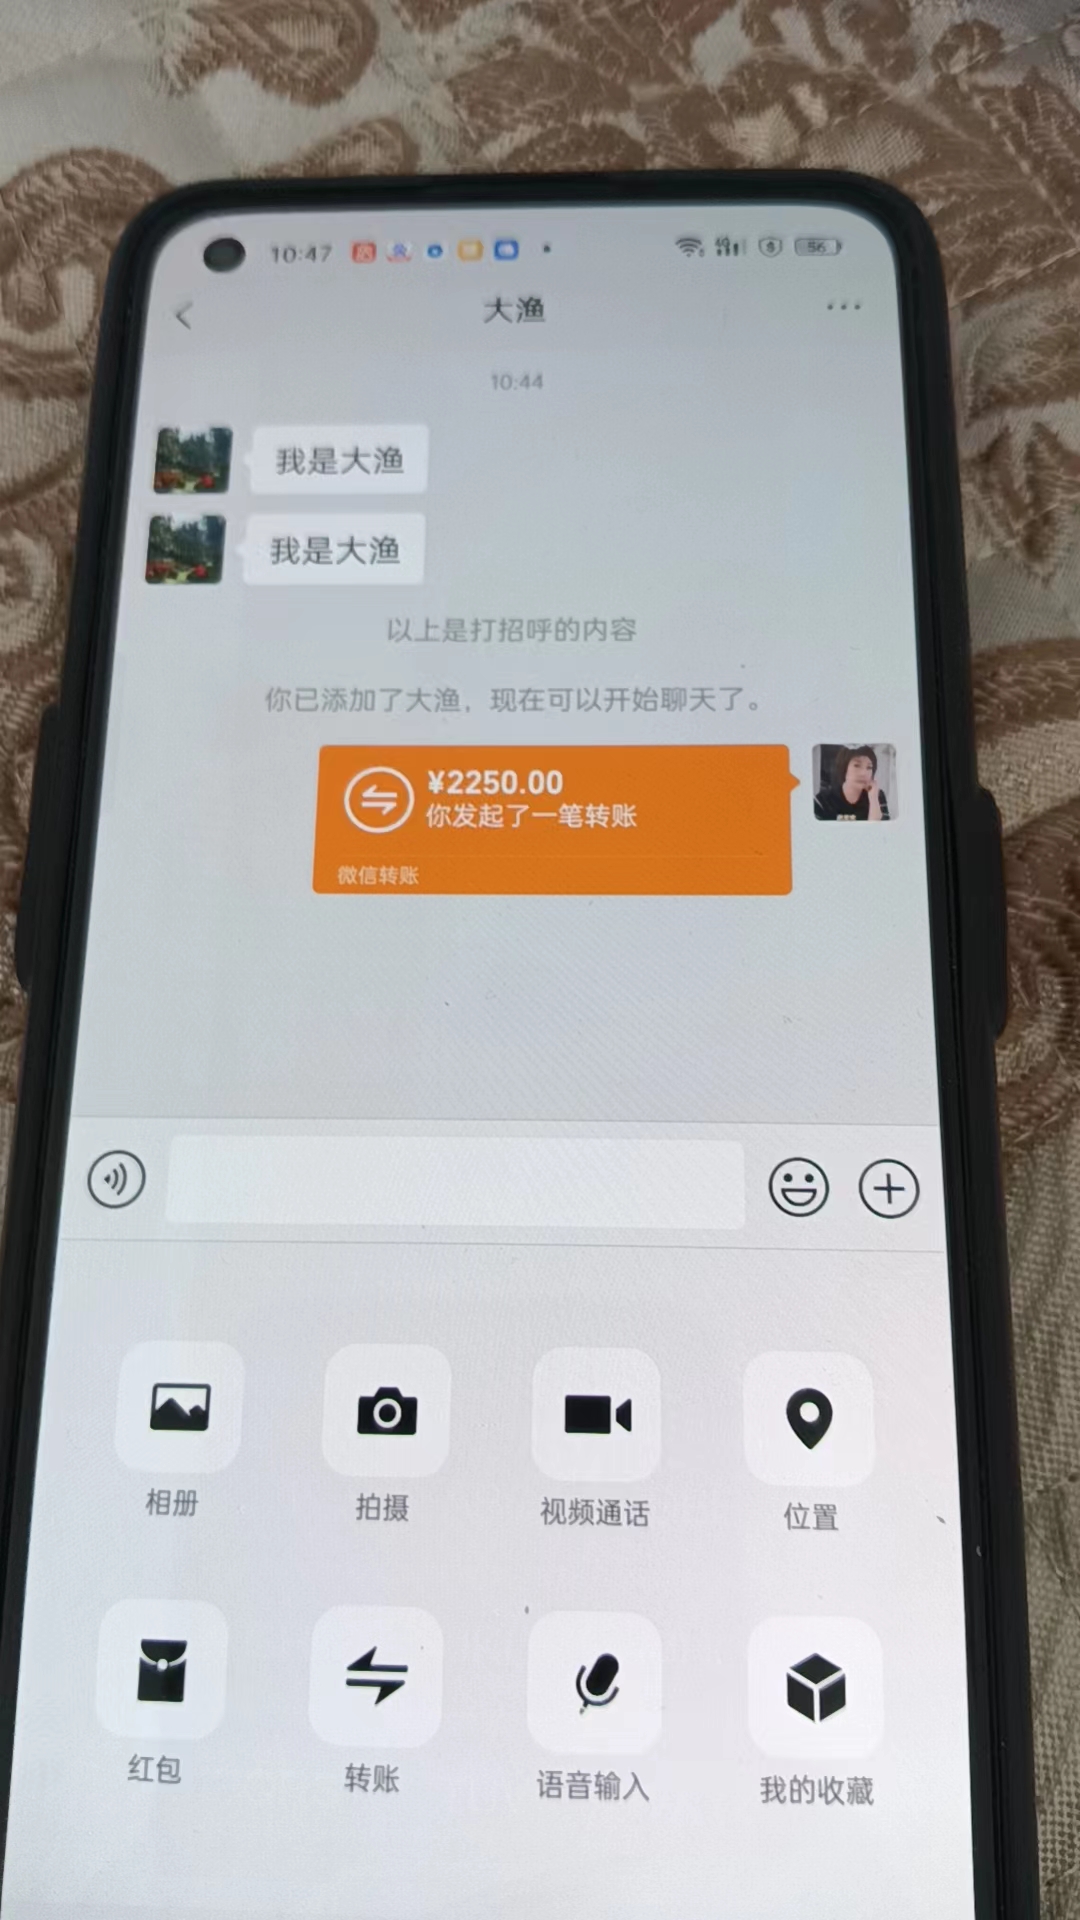 10:47
56
大渔
10:44
我是大渔
我是大渔
以上是打招呼的内容
你已添加了大渔，现在可以开始聊天了。
¥2250.00
你发起了一笔转账
微信转账
相册
拍摄
视频通话
位置
红包
转账
语音输入
我的收藏